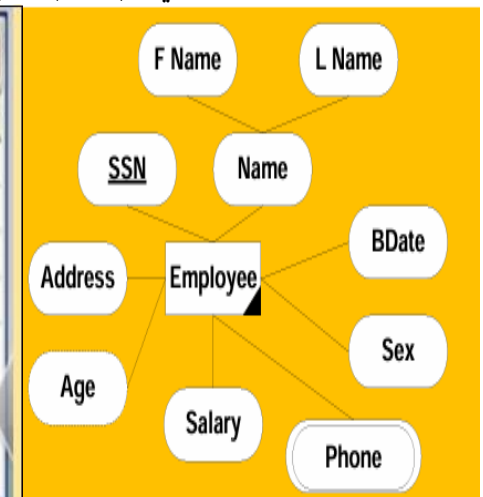 F Name
L Name
SSN
Name
BDate
Address
Employee
Sex
Age
Salary
Phone